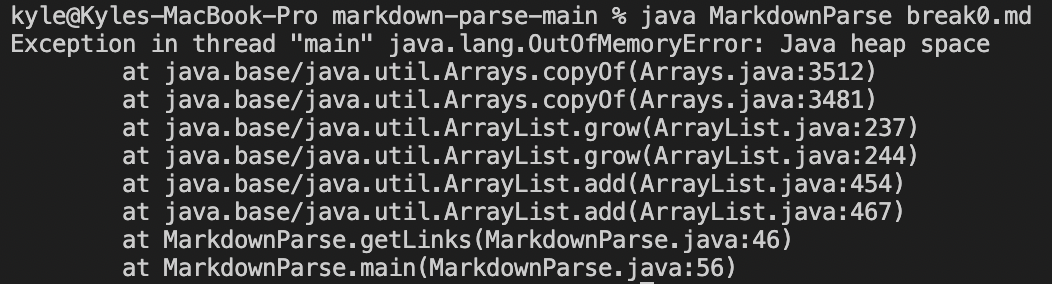 kyle@Kyles-MacBook-Pro markdown-parse-main % java MarkdownParse break0.md
Exception in thread "main" java.lang.OutOfMemoryError: Java heap space
        at java.base/java.util.Arrays.copyOf(Arrays.java:3512)
        at java.base/java.util.Arrays.copyOf(Arrays.java:3481)
        at java.base/java.util.ArrayList.grow(ArrayList.java:237)
        at java.base/java.util.ArrayList.grow(ArrayList.java:244)
        at java.base/java.util.ArrayList.add(ArrayList.java:454)
        at java.base/java.util.ArrayList.add(ArrayList.java:467)
        at MarkdownParse.getLinks(MarkdownParse.java:46)
        at MarkdownParse.main(MarkdownParse.java:56)